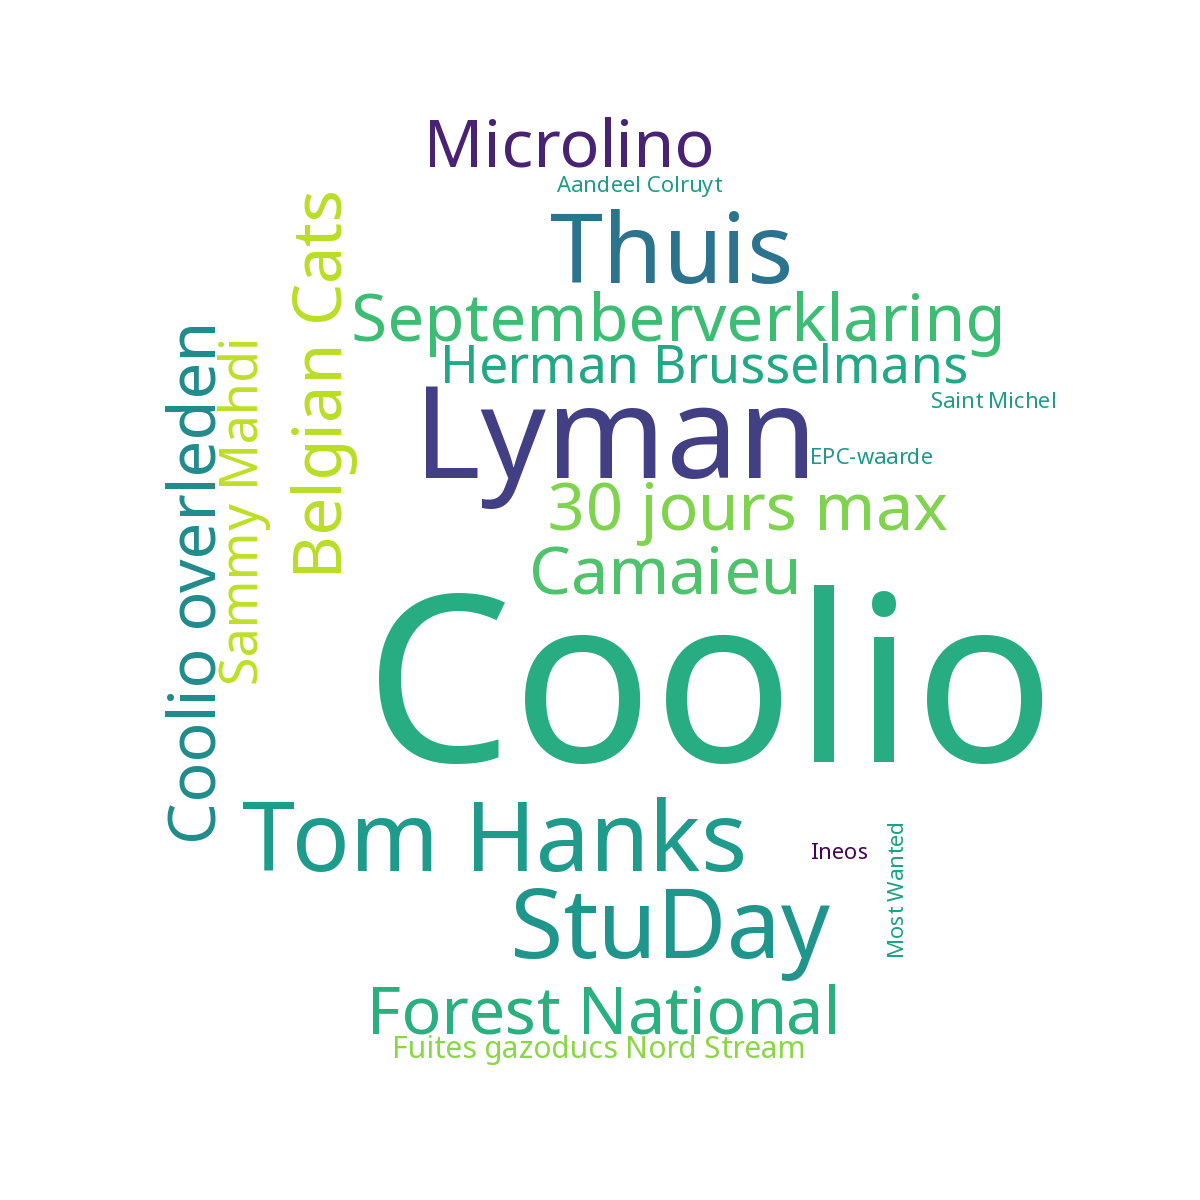 Microlino
Aandeel Colruyt
Thuis
Belgian Cats
Septemberverklaring
Herman Brusselmans
Coolio overleden
Sammy Mahdi
Lyman
Saint Michel
EPC-waarde
30 jours max
Camaieu
Coolio
Tom Hanks
Ineos
Most Wanted
StuDay
Forest National
Fuites gazoducs Nord Stream